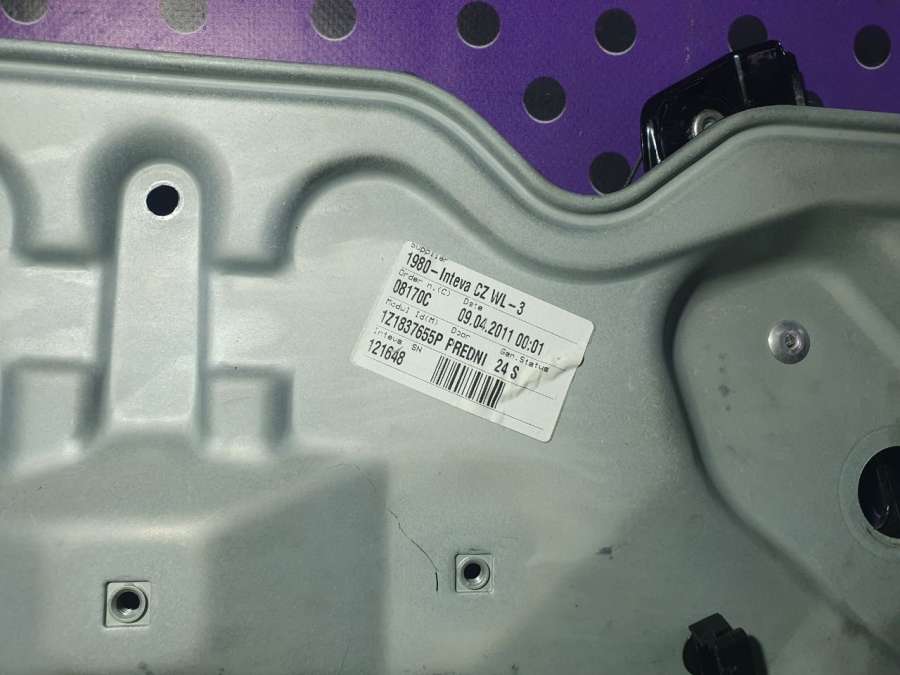 Supplier
1980-Inteva CZ WL-3
Order n.(C) Date
08170C 09.04.2011 00:01
Modul Id(M) Door Gar.Status
1Z1837655P PREDNI 24 S
Inteva SN
121648